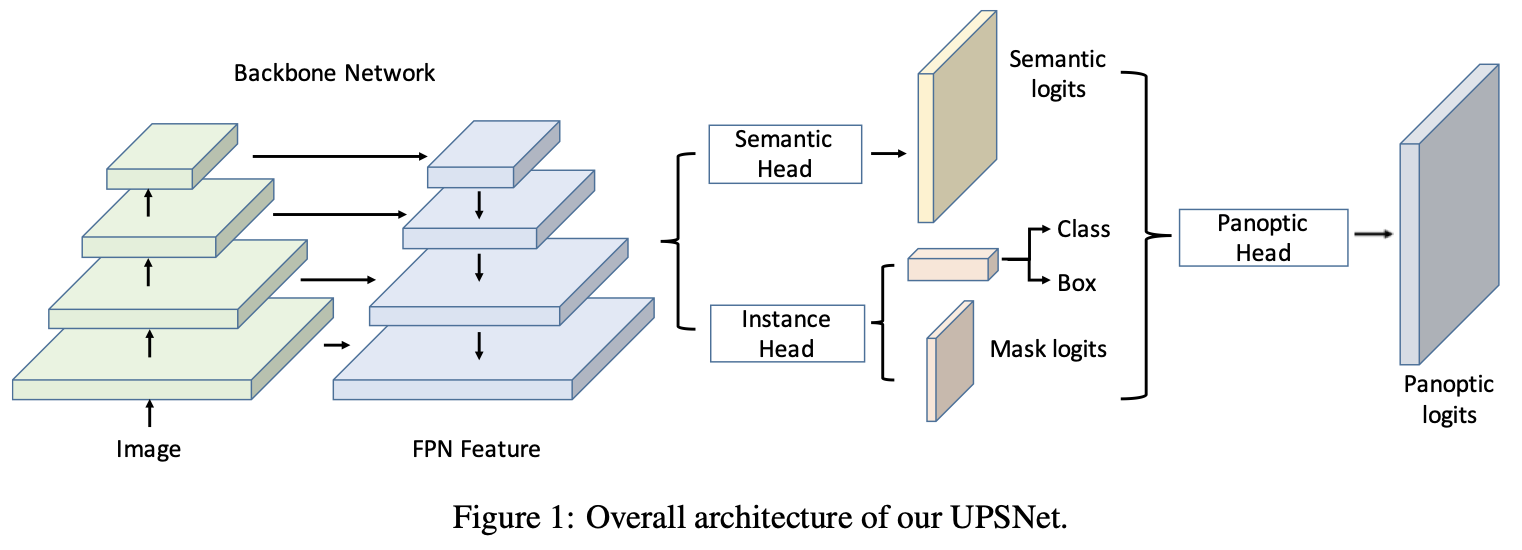 Backbone Network
Image
FPN Feature
Semantic
Head
Instance
Head
Semantic
logits
Class
Box
Mask logits
Panoptic
Head
Panoptic
logits
Figure 1: Overall architecture of our UPSNet.